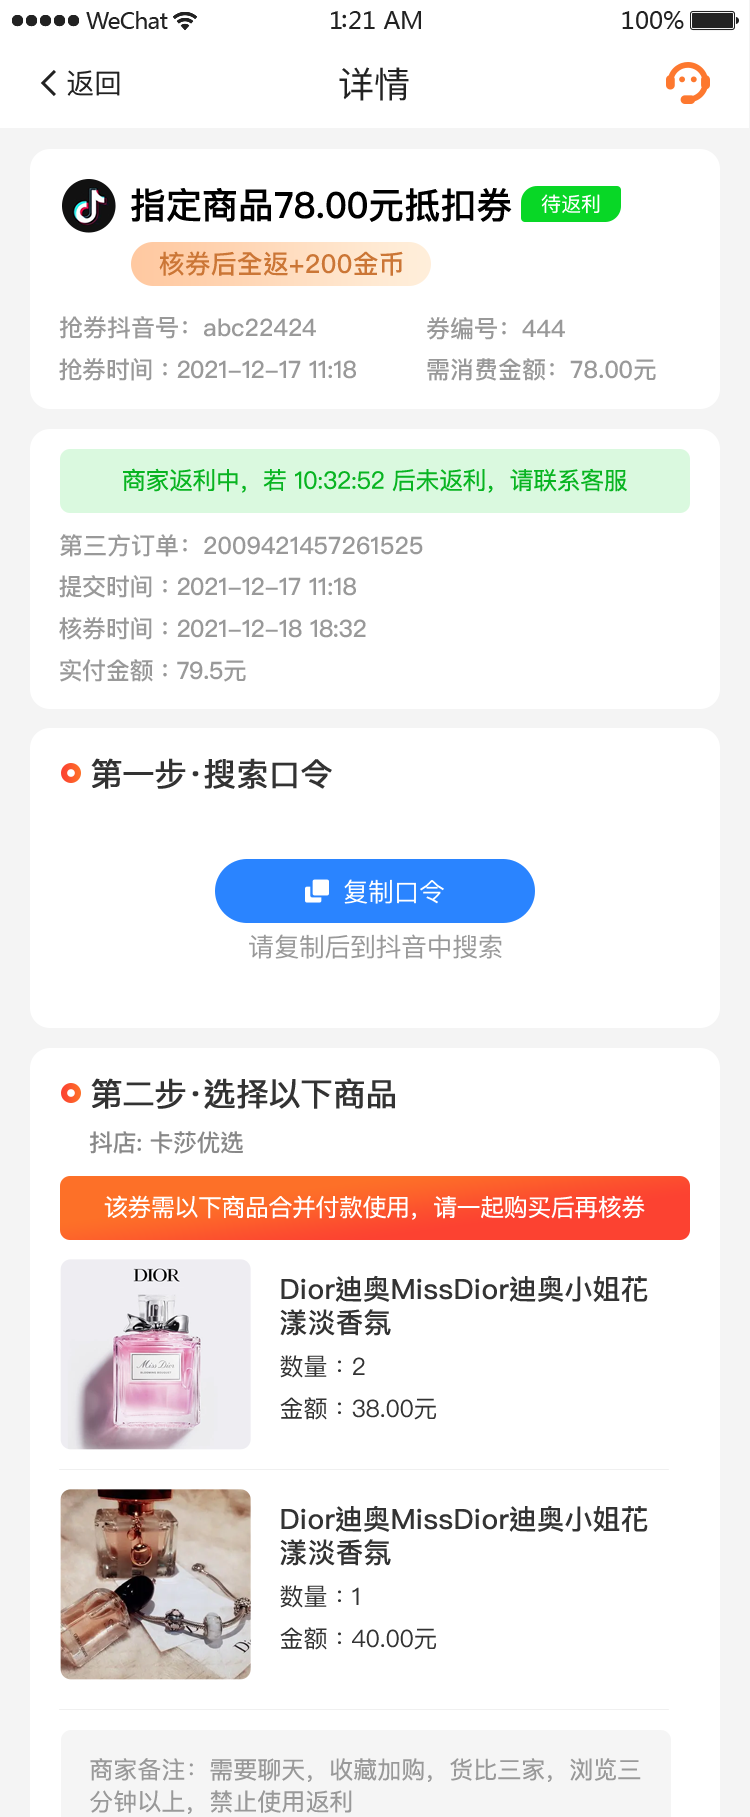 WeChat 1:21 AM 100%
返回 详情
指定商品78.00元抵扣券 待返利
核券后全返+200金币
抢券抖音号：abc22424 券编号：444
抢券时间：2021-12-17 11:18 需消费金额：78.00元
商家返利中，若 10:32:52 后未返利，请联系客服
第三方订单：2009421457261525
提交时间：2021-12-17 11:18
核券时间：2021-12-18 18:32
实付金额：79.5元
第一步·搜索口令
复制口令
请复制后到抖音中搜索
第二步·选择以下商品
抖店: 卡莎优选
该券需以下商品合并付款使用，请一起购买后再核券
DIOR
Miss Dior
Dior迪奥MissDior迪奥小姐花
漾淡香氛
数量：2
金额：38.00元
Dior迪奥MissDior迪奥小姐花
漾淡香氛
数量：1
金额：40.00元
商家备注：需要聊天，收藏加购，货比三家，浏览三
分钟以上，禁止使用返利